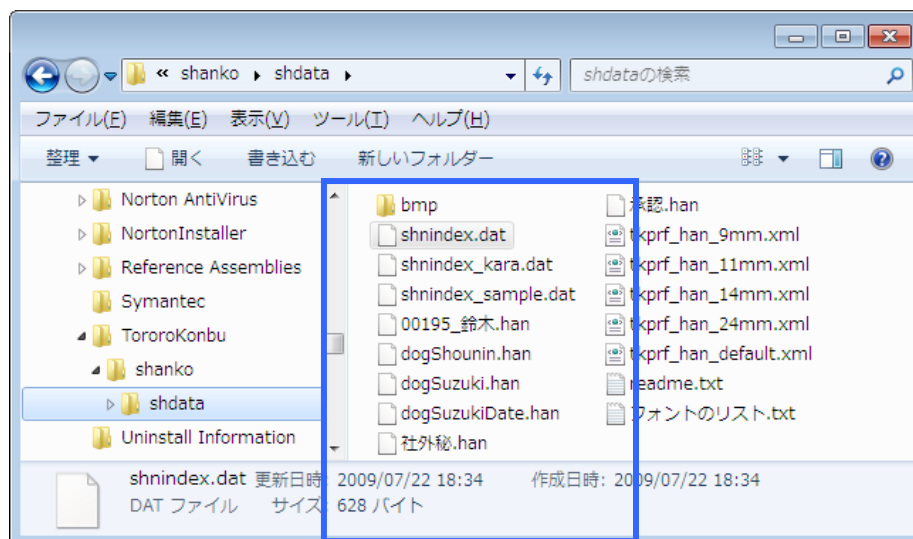 « shanko ▸ shdata ▸
shdataの検索
ファイル(F) 編集(E) 表示(V) ツール(T) ヘルプ(H)
整理 ▼ 開く 書き込む 新しいフォルダー
Norton AntiVirus
NortonInstaller
Reference Assemblies
Symantec
TororoKonbu
shanko
shdata
Uninstall Information
bmp
shnindex.dat
shnindex_kara.dat
shnindex_sample.dat
00195_鈴木.han
dogShounin.han
dogSuzuki.han
dogSuzukiDate.han
社外秘.han
承認.han
tkprf_han_9mm.xml
tkprf_han_11mm.xml
tkprf_han_14mm.xml
tkprf_han_24mm.xml
tkprf_han_default.xml
readme.txt
フォントのリスト.txt
shnindex.dat 更新日時: 2009/07/22 18:34 作成日時: 2009/07/22 18:34
DAT ファイル サイズ: 628 バイト